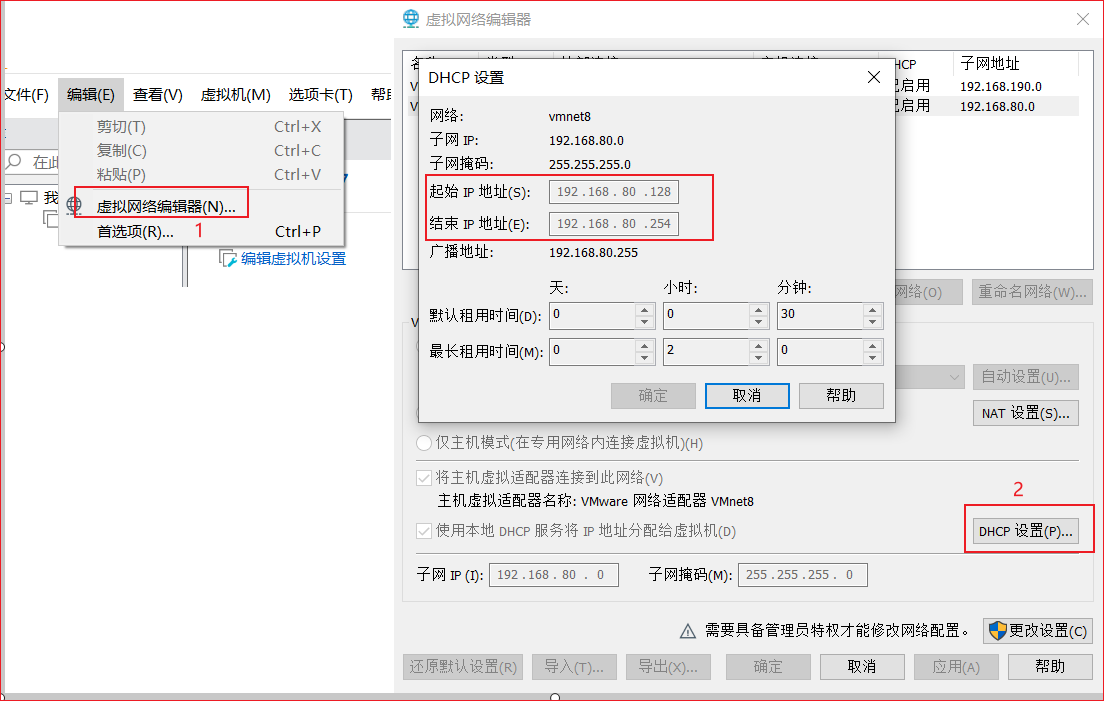 虚拟网络编辑器
文件(F) 编辑(E) 查看(V) 虚拟机(M) 选项卡(T) 帮助
剪切(T) Ctrl+X
复制(C) Ctrl+C
粘贴(P) Ctrl+V
虚拟网络编辑器(N)...
首选项(R)... Ctrl+P
1
在此
我
编辑虚拟机设置
DHCP 子网地址
已启用 192.168.190.0
已启用 192.168.80.0
DHCP 设置
网络: vmnet8
子网 IP: 192.168.80.0
子网掩码: 255.255.255.0
起始 IP 地址(S): 192 . 168 . 80 . 128
结束 IP 地址(E): 192 . 168 . 80 . 254
广播地址: 192.168.80.255
天: 小时: 分钟:
默认租用时间(D): 0 0 30
最长租用时间(M): 0 2 0
确定 取消 帮助
网络(O) 重命名网络(W)...
自动设置(U)...
NAT 设置(S)...
仅主机模式(在专用网络内连接虚拟机)(H)
将主机虚拟适配器连接到此网络(V)
主机虚拟适配器名称: VMware 网络适配器 VMnet8
2
使用本地 DHCP 服务将 IP 地址分配给虚拟机(D) DHCP 设置(P)...
子网 IP (I): 192 . 168 . 80 . 0 子网掩码(M): 255 . 255 . 255 . 0
需要具备管理员特权才能修改网络配置。 更改设置(C)
还原默认设置(R) 导入(T)... 导出(X)... 确定 取消 应用(A) 帮助